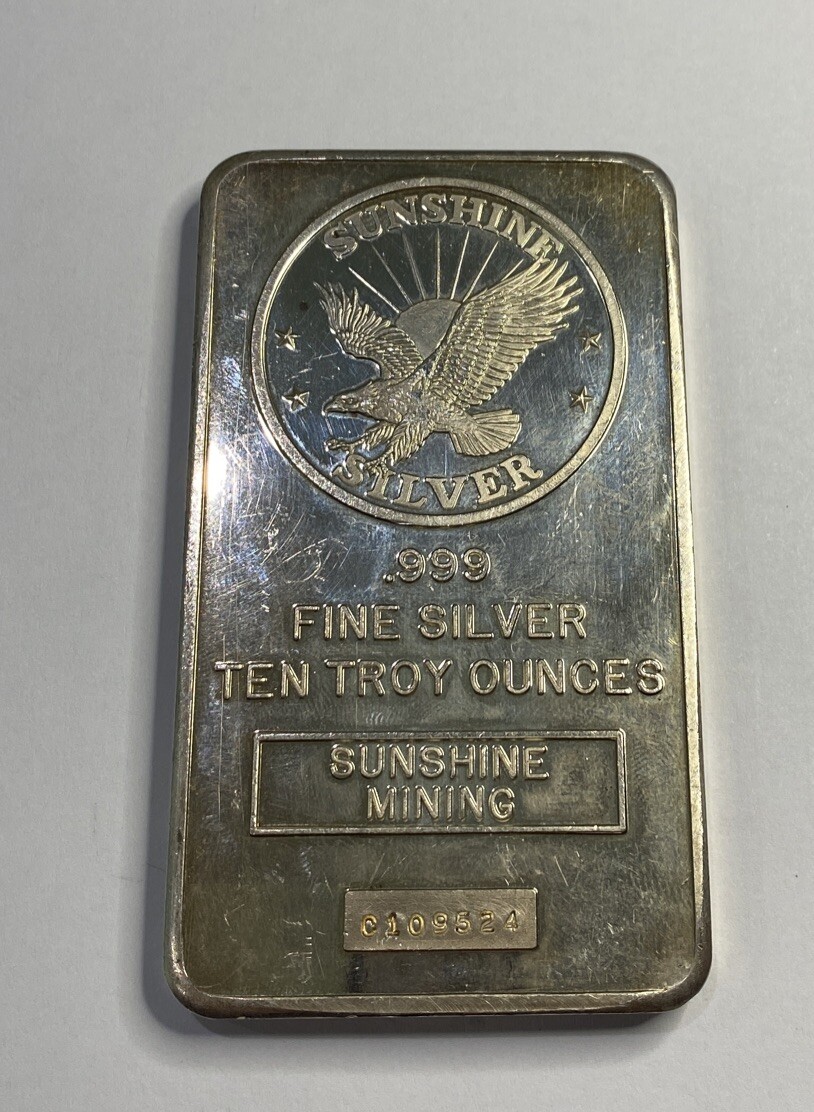 SUNSHINE
SILVER
.999
FINE SILVER
TEN TROY OUNCES
SUNSHINE
MINING
C109524